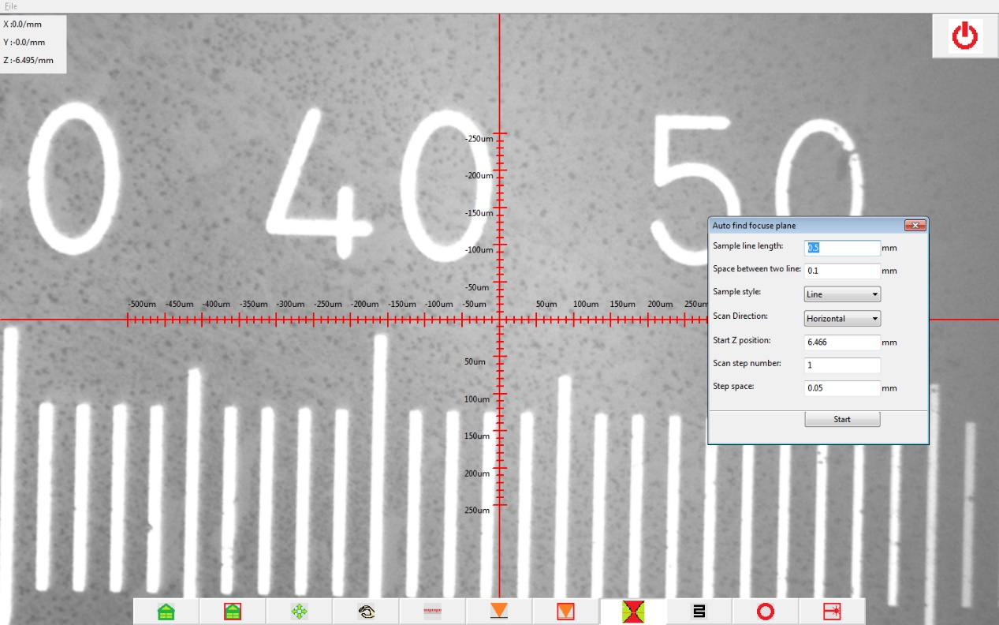 File
X :0.0/mm
Y :-0.0/mm
Z :-6.495/mm
0 40 50
-250um
-200um
-150um
-100um
-50um
-500um -450um -400um -350um -300um -250um -200um -150um -100um -50um 50um 100um 150um 200um 250um
50um
100um
150um
200um
250um
Auto find focuse plane
Sample line length: 0.5 mm
Space between two line: 0.1 mm
Sample style: Line
Scan Direction: Horizontal
Start Z position: 6.466 mm
Scan step number: 1
Step space: 0.05 mm
Start